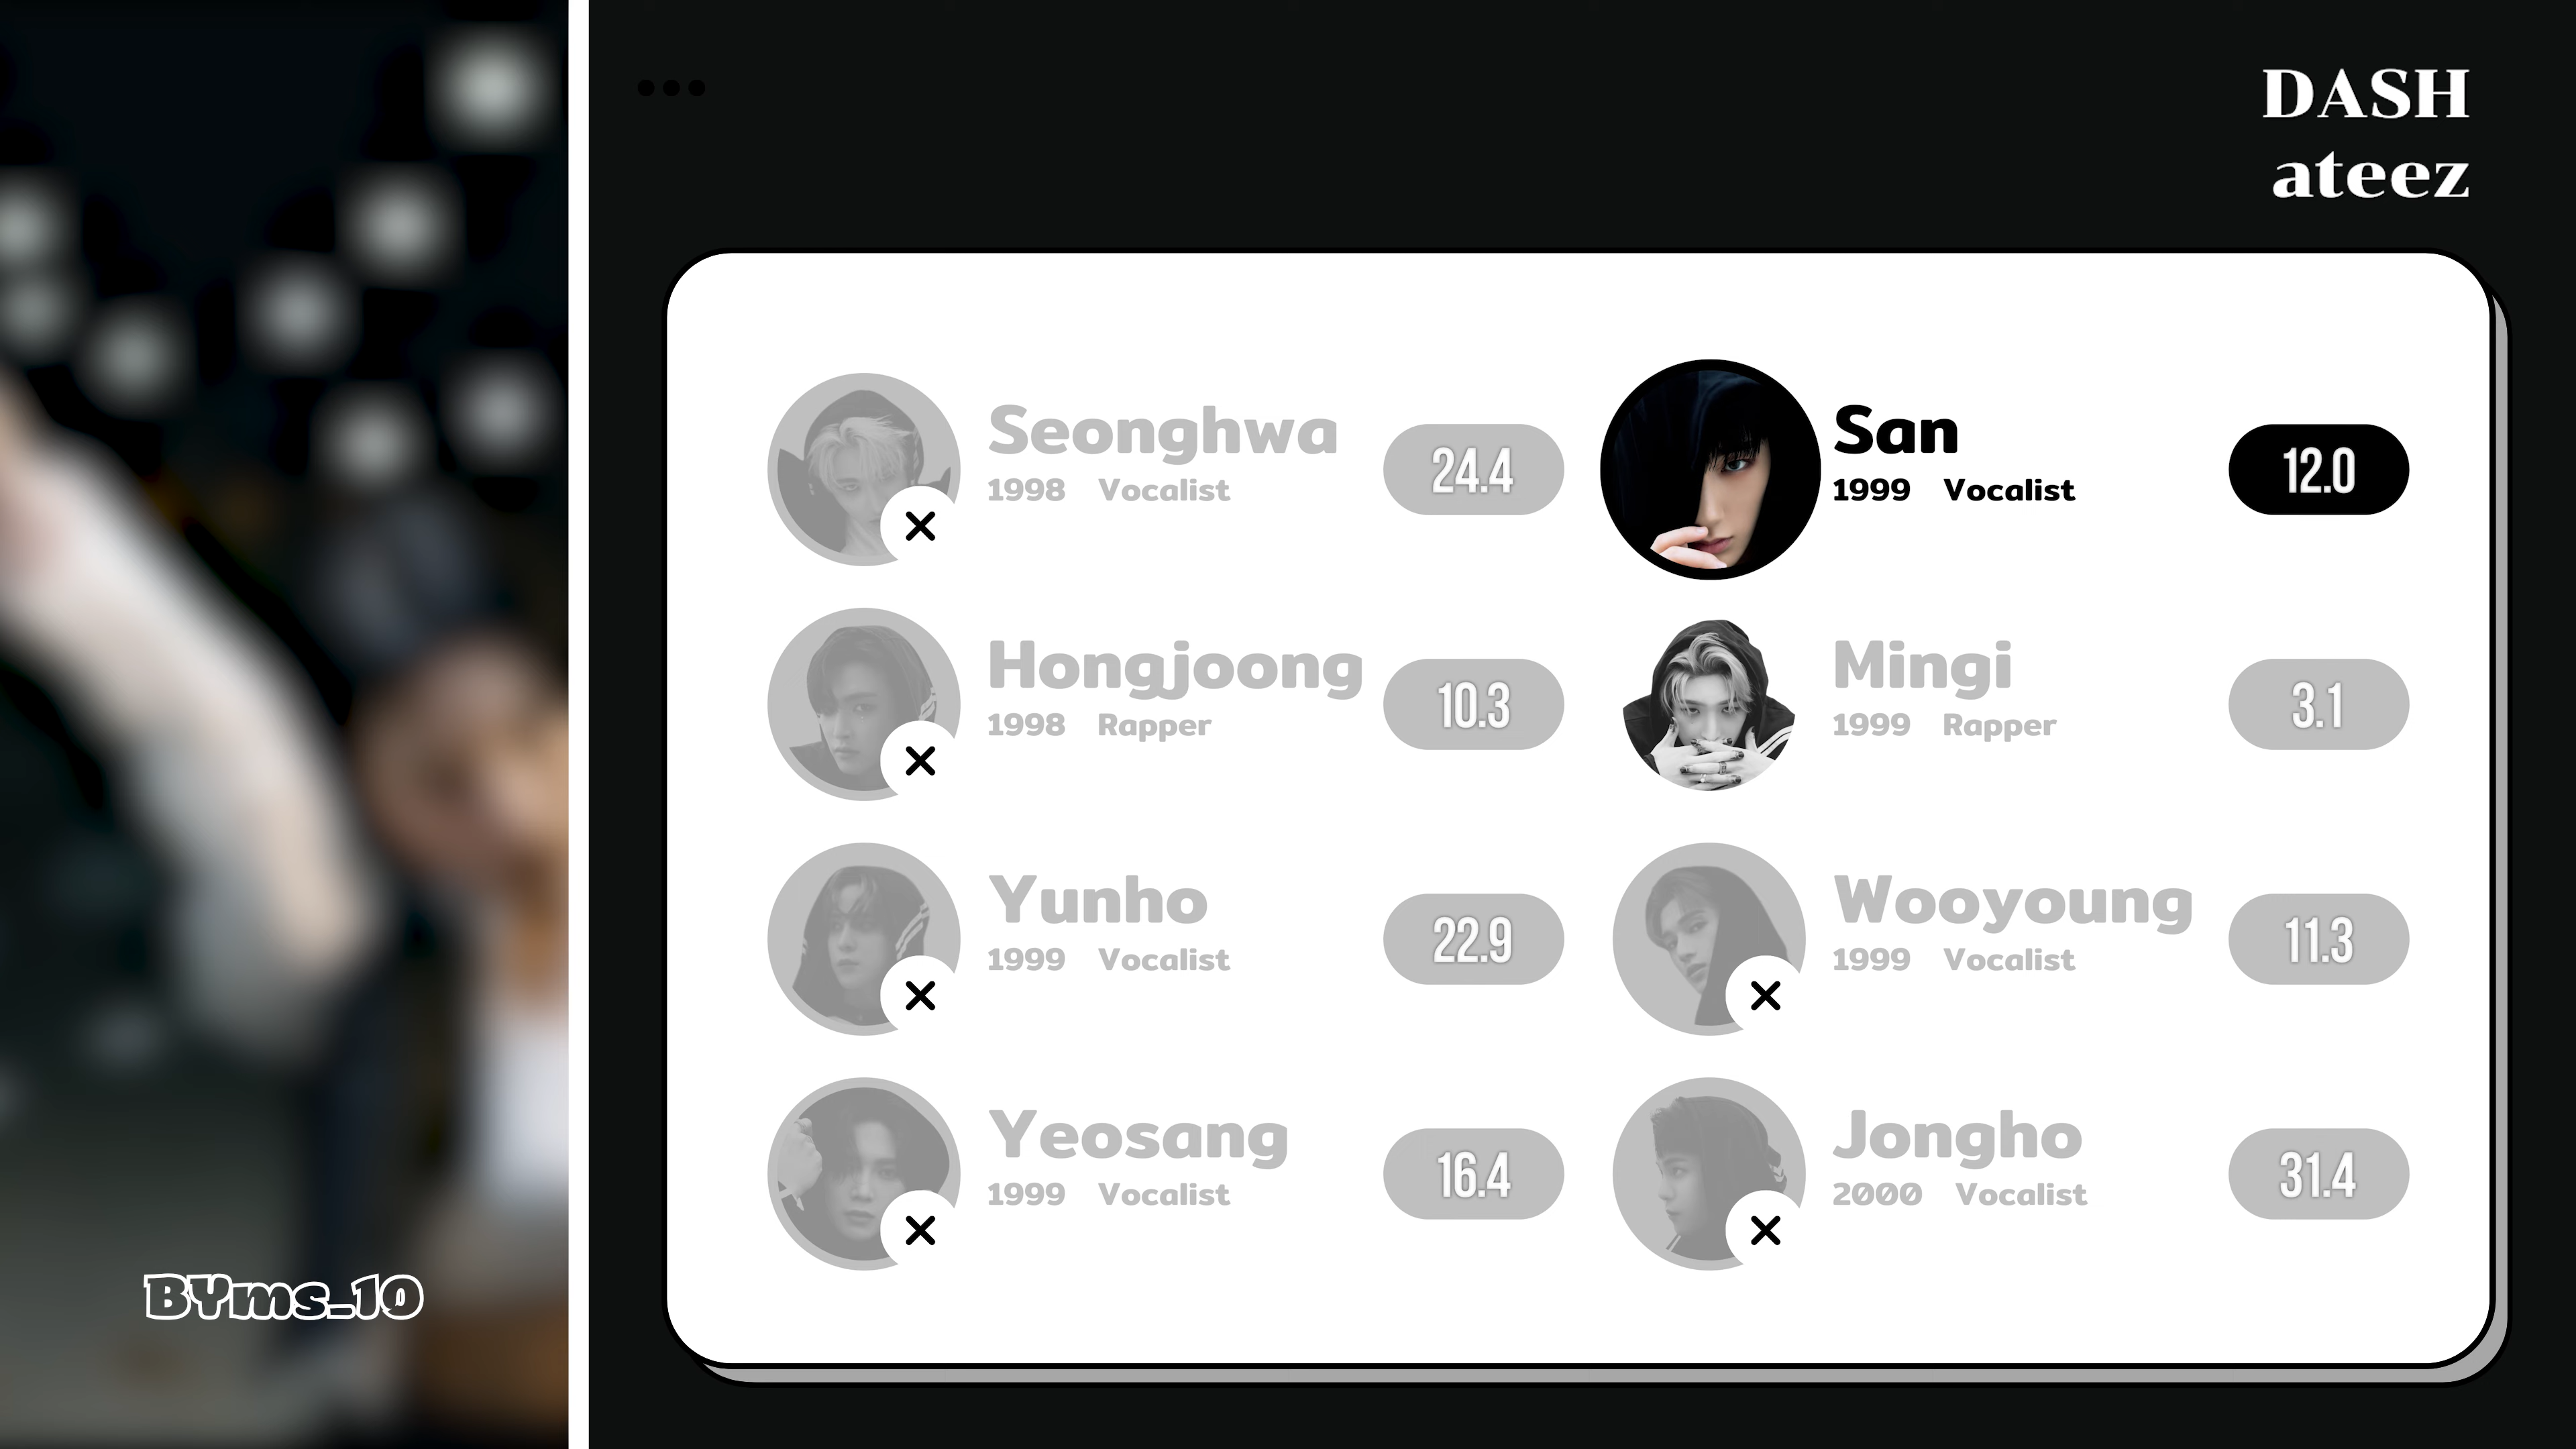 DASH
ateez
Seonghwa
1998 Vocalist
24.4
San
1999 Vocalist
12.0
Hongjoong
1998 Rapper
10.3
Mingi
1999 Rapper
3.1
Yunho
1999 Vocalist
22.9
Wooyoung
1999 Vocalist
11.3
Yeosang
1999 Vocalist
16.4
Jongho
2000 Vocalist
31.4
BYms_10